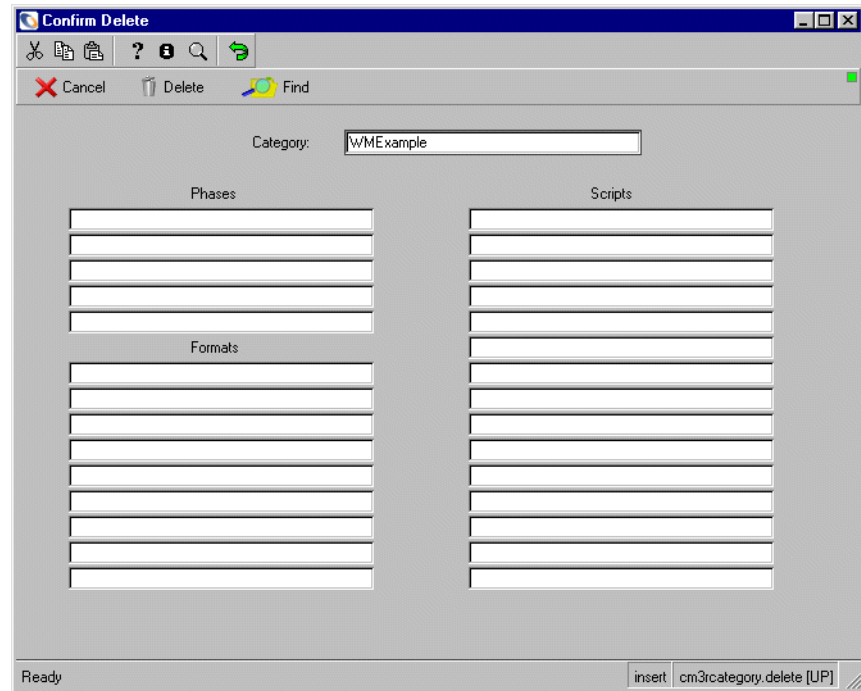 Confirm Delete
Cancel Delete Find
Category: WMExample
Phases Scripts
Formats
Ready insert cm3rcategory.delete [UP]